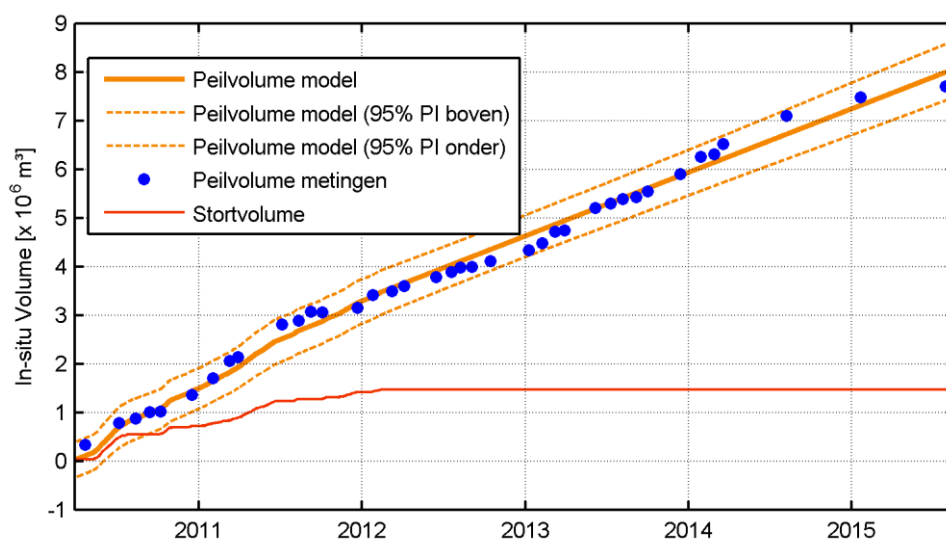 9
8
7
6
5
4
3
2
1
0
-1
In-situ Volume [x 10⁶ m³]
Peilvolume model
Peilvolume model (95% PI boven)
Peilvolume model (95% PI onder)
Peilvolume metingen
Stortvolume
2011 2012 2013 2014 2015